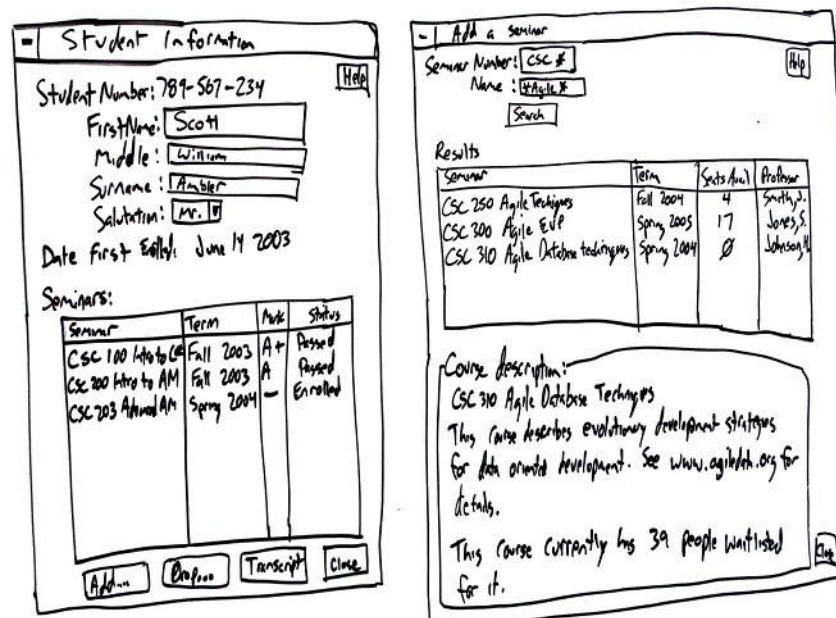 Student Information
Help
Student Number: 789-567-234
First Name: Scott
Middle: William
Surname: Ambler
Salutation: Mr.
Date First Enlled: June 14 2003
Seminars:
Seminar Term Mark Status
CSC 100 Intro to CSC Fall 2003 A+ Passed
CSC 200 Intro to AM Fall 2003 A Passed
CSC 203 Advanced AM Spring 2004 — Enrolled
Add... Drop... Transcript Close
Add a seminar
Help
Seminar Number: CSC *
Name: *Agile*
Search
Results
Seminar Term Seats Avail Professor
CSC 250 Agile Techniques Fall 2004 4 Smith, J.
CSC 300 Agile EUP Spring 2005 17 Jones, S.
CSC 310 Agile Database techniques Spring 2004 0 Johnson,
Course description:
CSC 310 Agile Database Techniques
This course describes evolutionary development strategies
for data oriented development. See www.agiledata.org for
details.
This course currently has 39 people waitlisted
for it.
Close